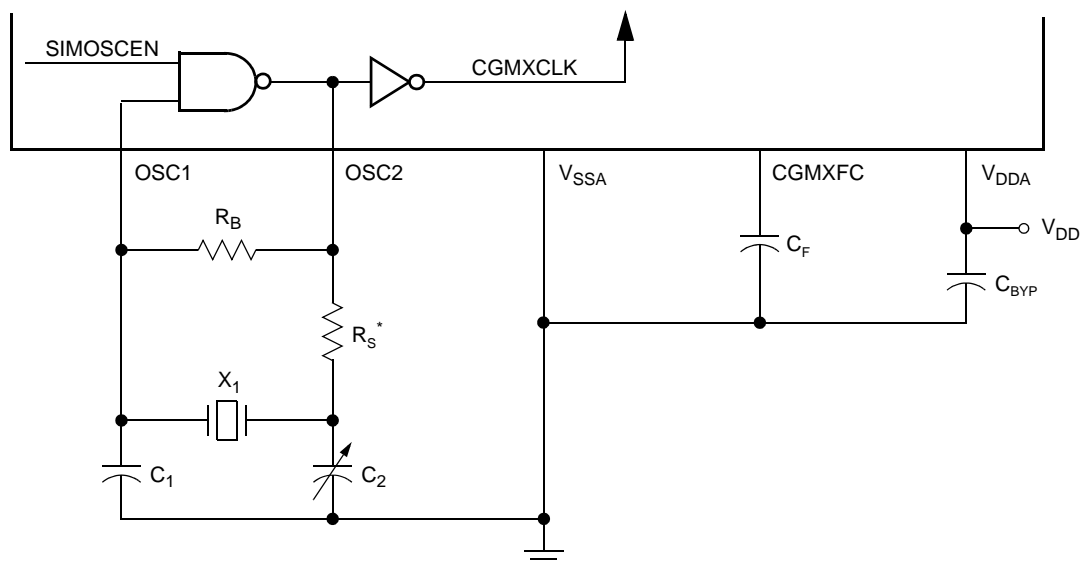 SIMOSCEN
CGMXCLK
OSC1
OSC2
VSSA
CGMXFC
VDDA
RB
CF
VDD
CBYP
RS*
X1
C1
C2